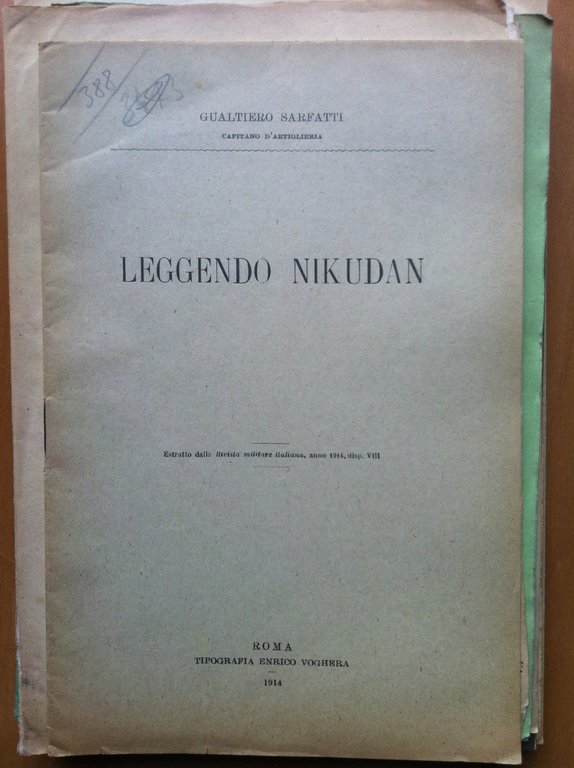 388
GUALTIERO SARFATTI
CAPITANO D'ARTIGLIERIA
LEGGENDO NIKUDAN
Estratto dalla Rivista militare italiana, anno 1914, disp. VIII
ROMA
TIPOGRAFIA ENRICO VOGHERA
1914